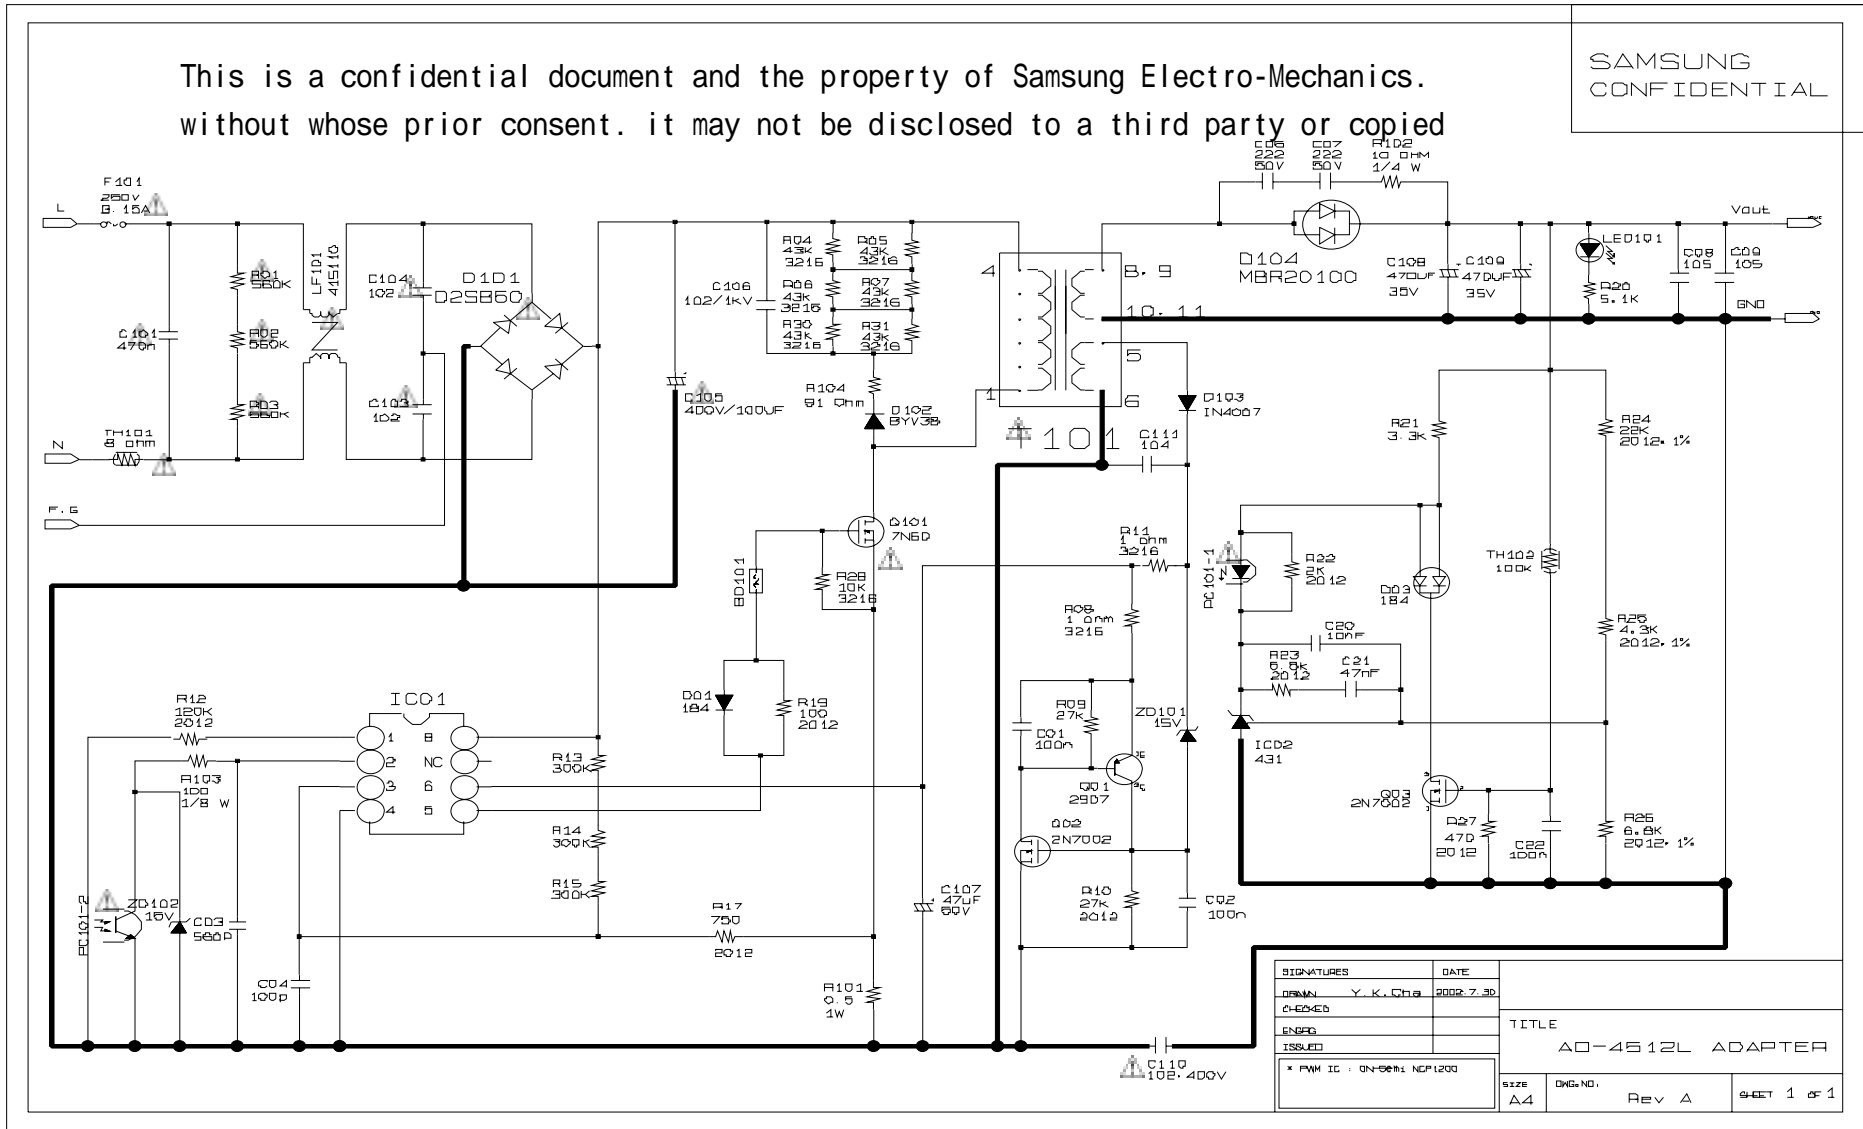 This is a confidential document and the property of Samsung Electro-Mechanics.
without whose prior consent. it may not be disclosed to a third party or copied
SAMSUNG
CONFIDENTIAL
F101
250V
3.15A
L
N
TH101
8 ohm
F.G
C101
470n
R01
560K
R02
560K
R03
560K
LF101
C104
102
C103
102
D101
D2SB60
C105
400V/100UF
C106
102/1KV
R04
43K
3216
R05
43K
3216
R06
43K
3216
R07
43K
3216
R30
43K
3216
R31
43K
3216
R104
91 Ohm
D102
Q101
7N60
R28
10K
3216
BD101
D01
184
R19
100
2012
4
1
8.9
10.11
5
6
101
C06
222
50V
C07
222
50V
R102
10 OHM
1/4 W
D104
MBR20100
C108
470UF
35V
C109
470UF
35V
LED101
R20
5.1K
C08
105
C09
105
Vout
GND
D103
IN4007
C111
104
R11
1 ohm
3216
R08
1 ohm
3216
R09
27K
C01
100n
Q01
2907
Q02
2N7002
R10
27K
2012
C02
100n
ZD101
15V
PC101-1
R22
2K
2012
R21
3.3K
D03
184
C20
10nF
R23
2012
C21
47nF
IC02
431
Q03
2N7002
R27
470
2012
C22
100n
TH102
100K
R24
22K
2012.1%
R25
4.3K
2012.1%
R26
6.8K
2012.1%
R12
120K
2012
R103
100
1/8 W
IC01
1
2
3
4
8
NC
6
5
R13
300K
R14
300K
R15
300K
R17
750
2012
PC101-2
ZD102
15V
C03
560P
C04
100p
R101
0.5
1W
C107
47uF
50V
C110
102.400V
SIGNATURES
DATE
DRAWN
Y.K.Cha
2002.7.30
CHECKED
ENGRG
ISSUED
* PWM IC : ON-Semi NCP1200
TITLE
AD-4512L ADAPTER
SIZE
A4
DWG.NO.
Rev A
SHEET 1 OF 1